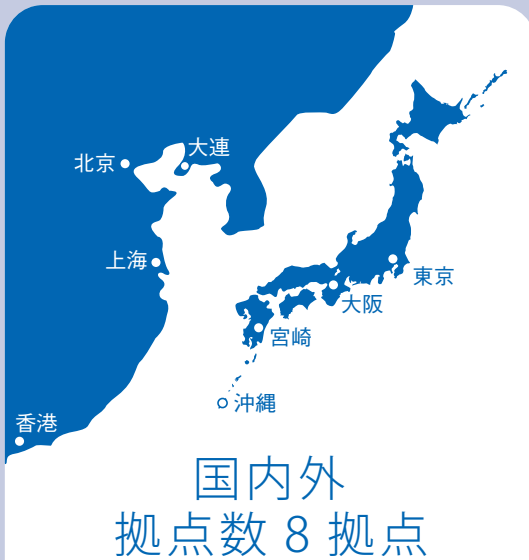 北京
大連
上海
東京
大阪
宮崎
沖縄
香港
国内外
拠点数 8 拠点